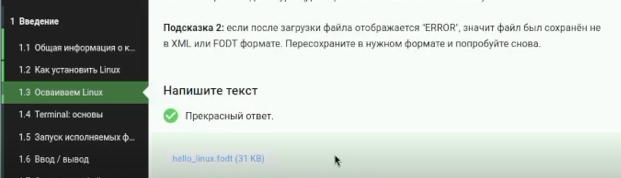 1 Введение
1.1 Общая информация о к...
1.2 Как установить Linux
1.3 Осваиваем Linux
1.4 Terminal: основы
1.5 Запуск исполняемых ф...
1.6 Ввод / вывод
Подсказка 2: если после загрузки файла отображается "ERROR", значит файл был сохранён не
в XML или FODT формате. Пересохраните в нужном формате и попробуйте снова.
Напишите текст
Прекрасный ответ.
hello_linux.fodt (31 KB)